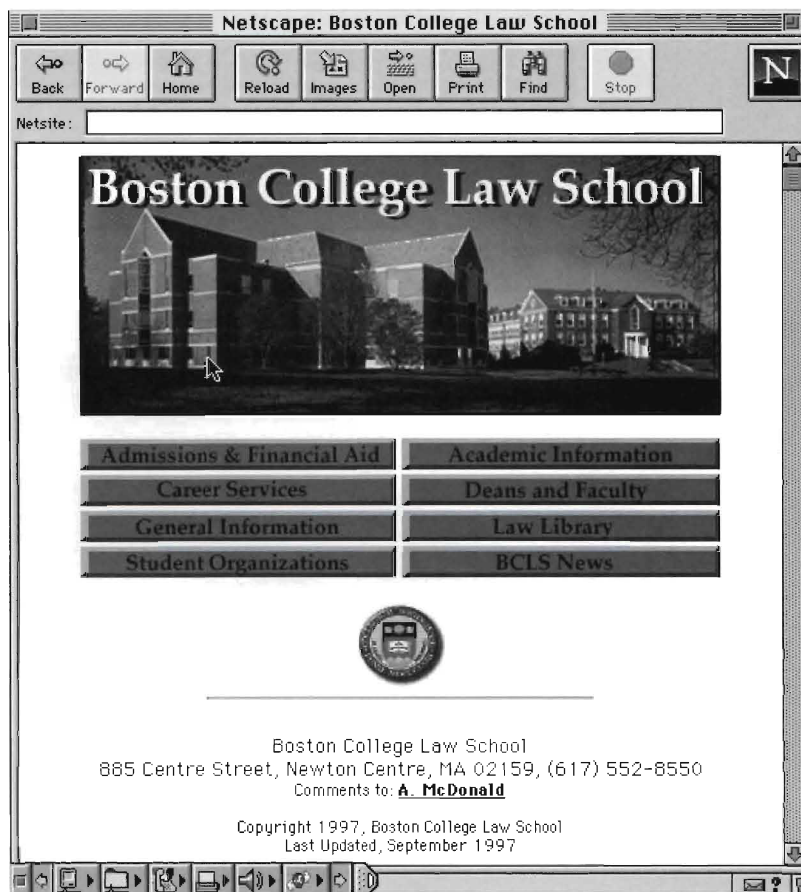 Netscape: Boston College Law School
Back Forward Home Reload Images Open Print Find Stop
N
Netsite:
Boston College Law School
Admissions & Financial Aid Academic Information
Career Services Deans and Faculty
General Information Law Library
Student Organizations BCLS News
Boston College Law School
885 Centre Street, Newton Centre, MA 02159, (617) 552-8550
Comments to: A. McDonald
Copyright 1997, Boston College Law School
Last Updated, September 1997
?